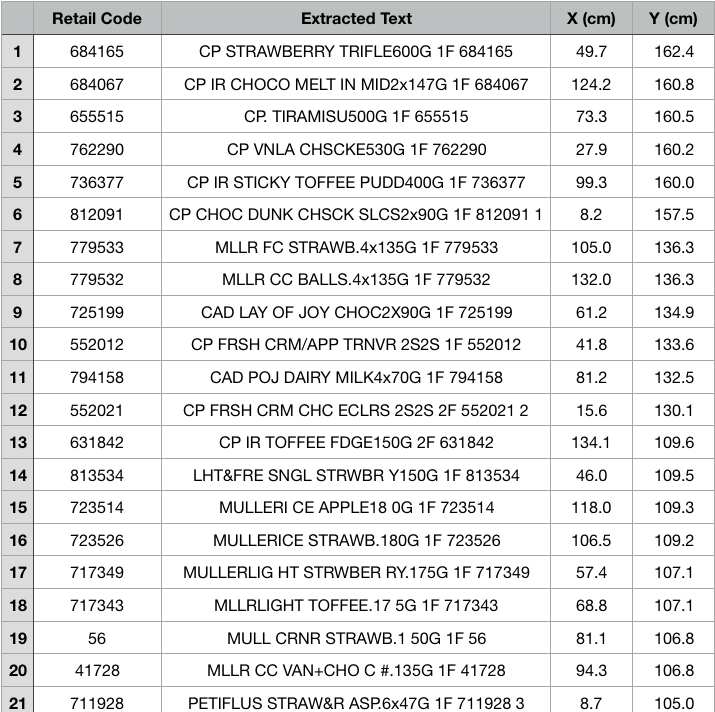 Retail Code Extracted Text X (cm) Y (cm)
1 684165 CP STRAWBERRY TRIFLE600G 1F 684165 49.7 162.4
2 684067 CP IR CHOCO MELT IN MID2x147G 1F 684067 124.2 160.8
3 655515 CP. TIRAMISU500G 1F 655515 73.3 160.5
4 762290 CP VNLA CHSCKE530G 1F 762290 27.9 160.2
5 736377 CP IR STICKY TOFFEE PUDD400G 1F 736377 99.3 160.0
6 812091 CP CHOC DUNK CHSCK SLCS2x90G 1F 812091 1 8.2 157.5
7 779533 MLLR FC STRAWB.4x135G 1F 779533 105.0 136.3
8 779532 MLLR CC BALLS.4x135G 1F 779532 132.0 136.3
9 725199 CAD LAY OF JOY CHOC2X90G 1F 725199 61.2 134.9
10 552012 CP FRSH CRM/APP TRNVR 2S2S 1F 552012 41.8 133.6
11 794158 CAD POJ DAIRY MILK4x70G 1F 794158 81.2 132.5
12 552021 CP FRSH CRM CHC ECLRS 2S2S 2F 552021 2 15.6 130.1
13 631842 CP IR TOFFEE FDGE150G 2F 631842 134.1 109.6
14 813534 LHT&FRE SNGL STRWBR Y150G 1F 813534 46.0 109.5
15 723514 MULLERI CE APPLE18 0G 1F 723514 118.0 109.3
16 723526 MULLERICE STRAWB.180G 1F 723526 106.5 109.2
17 717349 MULLERLIG HT STRWBER RY.175G 1F 717349 57.4 107.1
18 717343 MLLRLIGHT TOFFEE.17 5G 1F 717343 68.8 107.1
19 56 MULL CRNR STRAWB.1 50G 1F 56 81.1 106.8
20 41728 MLLR CC VAN+CHO C #.135G 1F 41728 94.3 106.8
21 711928 PETIFLUS STRAW&R ASP.6x47G 1F 711928 3 8.7 105.0